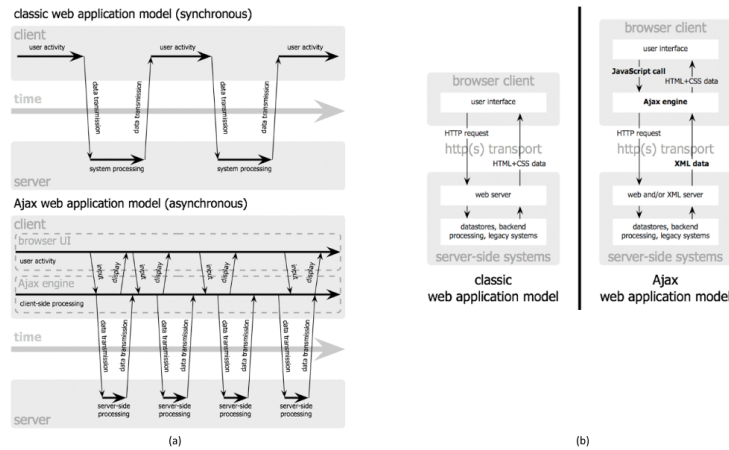 classic web application model (synchronous)
client
user activity
user activity
user activity
data transmission
data transmission
data transmission
data transmission
time
system processing
system processing
server
Ajax web application model (asynchronous)
client
browser UI
user activity
input
display
input
display
input
display
input
display
Ajax engine
client-side processing
data transmission
data transmission
data transmission
data transmission
data transmission
data transmission
data transmission
data transmission
time
server-side
processing
server-side
processing
server-side
processing
server-side
processing
server
(a)
browser client
user interface
HTTP request
http(s) transport
HTML+CSS data
web server
datastores, backend
processing, legacy systems
server-side systems
classic
web application model
browser client
user interface
JavaScript call
HTML+CSS data
Ajax engine
HTTP request
http(s) transport
XML data
web and/or XML server
datastores, backend
processing, legacy systems
server-side systems
Ajax
web application model
(b)